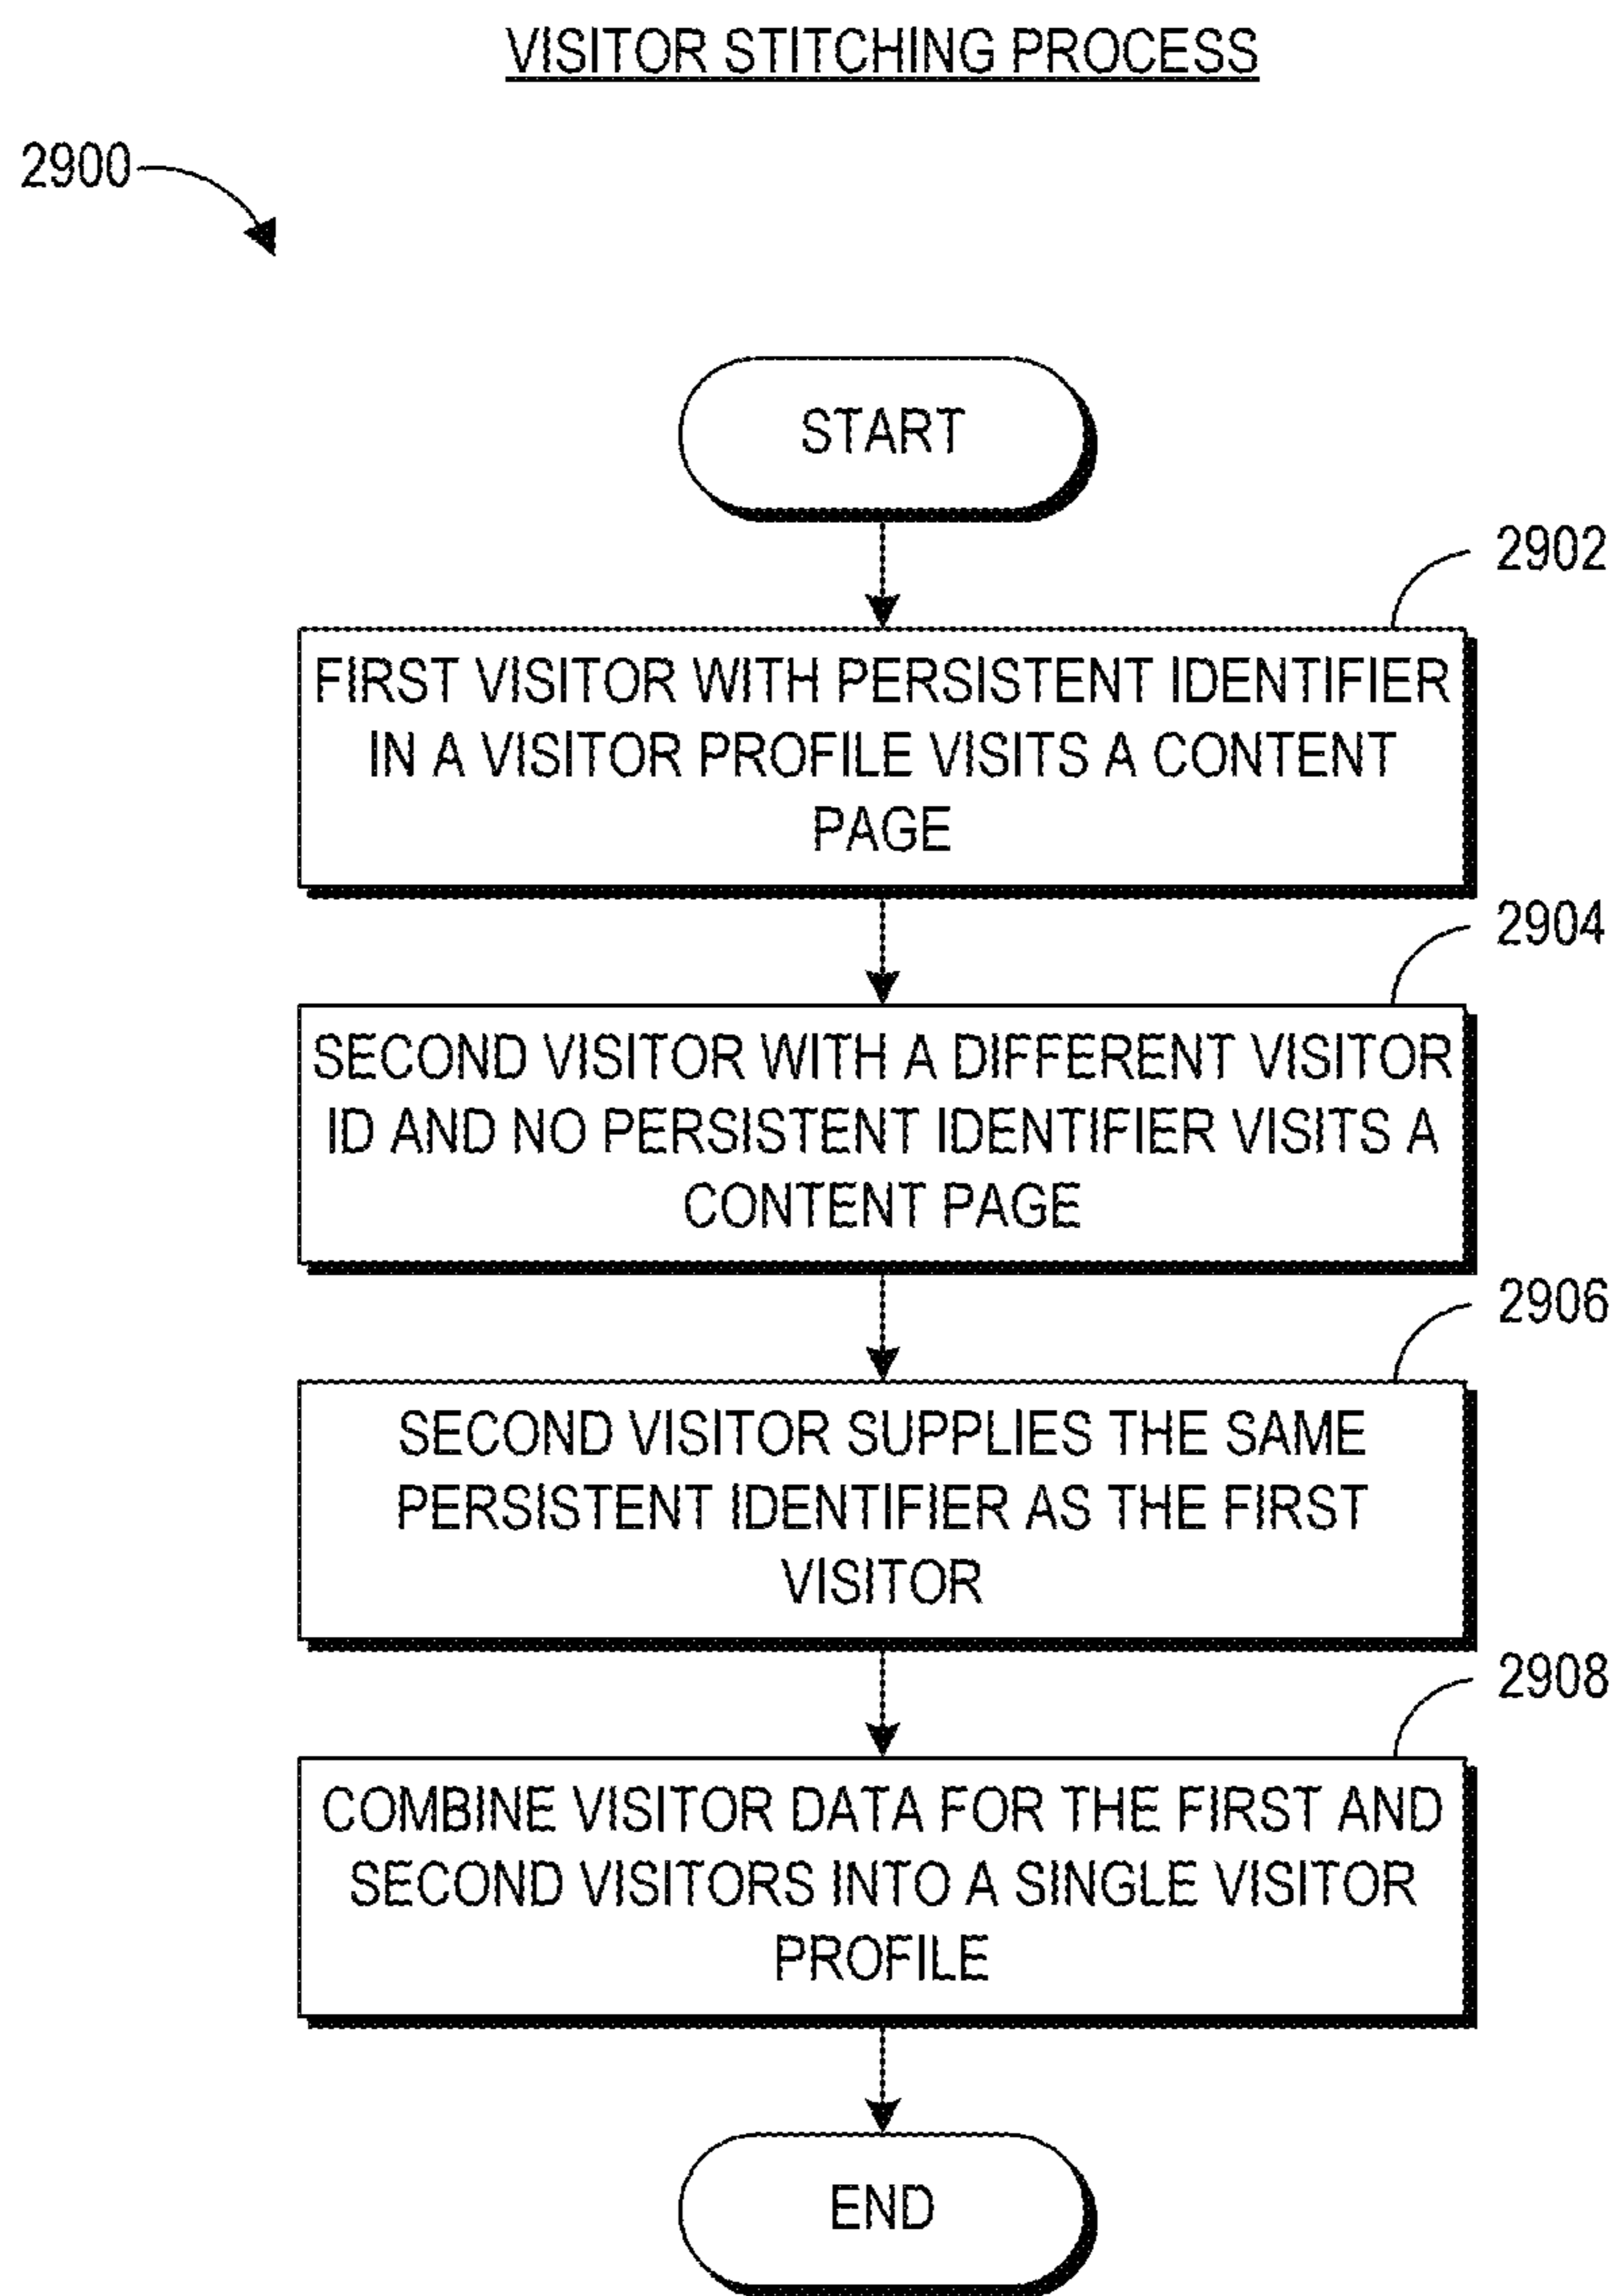 VISITOR STITCHING PROCESS
2900
START
2902
FIRST VISITOR WITH PERSISTENT IDENTIFIER
IN A VISITOR PROFILE VISITS A CONTENT
PAGE
2904
SECOND VISITOR WITH A DIFFERENT VISITOR
ID AND NO PERSISTENT IDENTIFIER VISITS A
CONTENT PAGE
2906
SECOND VISITOR SUPPLIES THE SAME
PERSISTENT IDENTIFIER AS THE FIRST
VISITOR
2908
COMBINE VISITOR DATA FOR THE FIRST AND
SECOND VISITORS INTO A SINGLE VISITOR
PROFILE
END